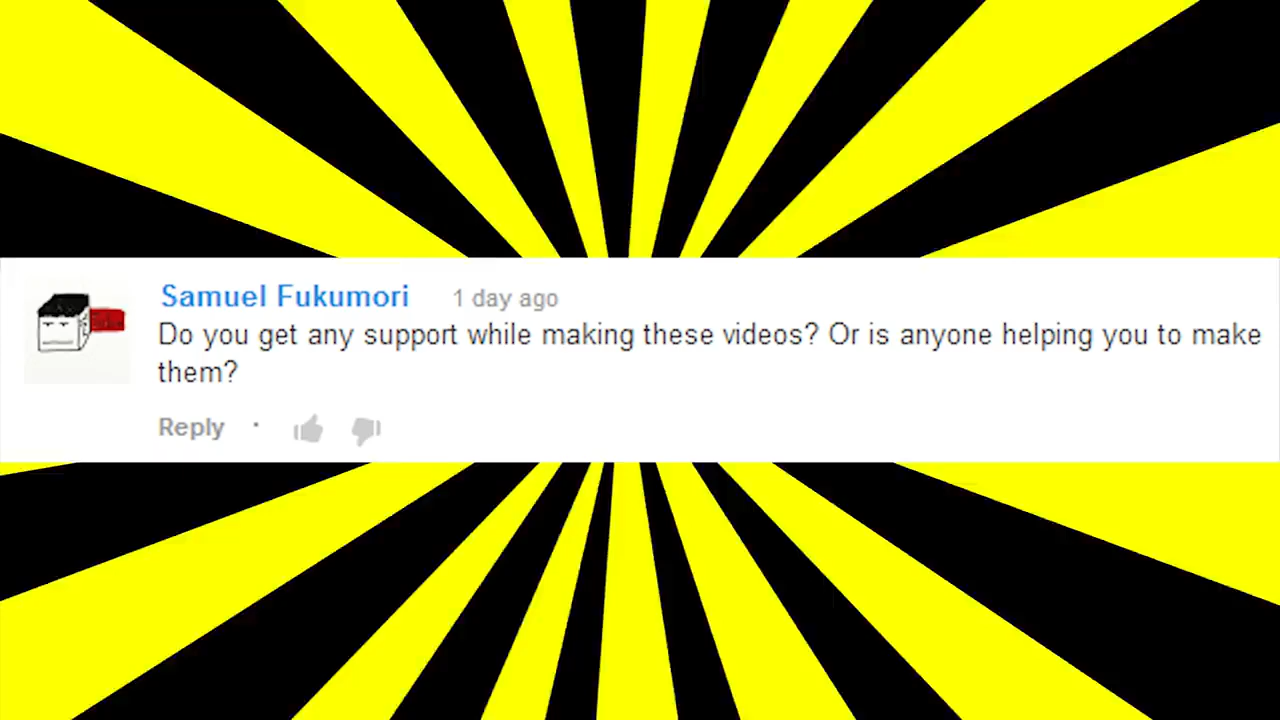 Samuel Fukumori 1 day ago
Do you get any support while making these videos? Or is anyone helping you to make
them?
Reply ·